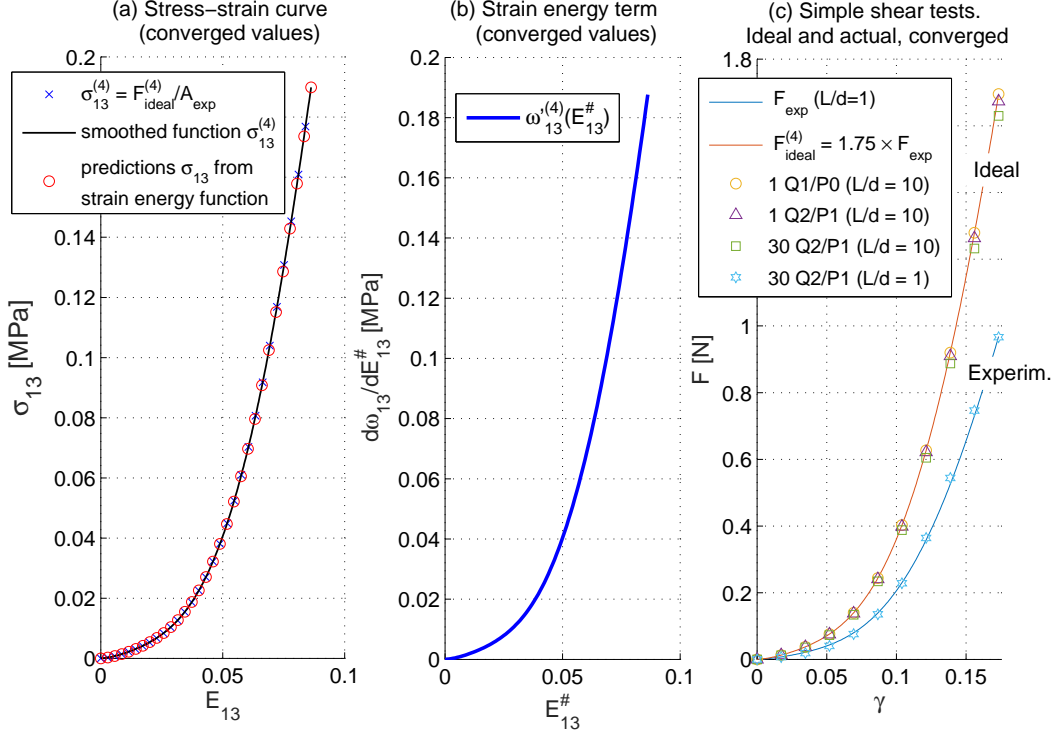 (a) Stress−strain curve
(converged values)
σ13(4) = Fideal(4)/Aexp
smoothed function σ13(4)
predictions σ13 from
strain energy function
0.2
0.14
0.12
0.1
0.08
0.06
0.04
0.02
0
0
0.05
0.1
σ13 [MPa]
E13
(b) Strain energy term
(converged values)
ω'13(4)(E13#)
0.2
0.18
0.16
0.14
0.12
0.1
0.08
0.06
0.04
0.02
0
0
0.05
0.1
dω13/dE13# [MPa]
E13#
(c) Simple shear tests.
Ideal and actual, converged
1.8
Fexp (L/d=1)
Fideal(4) = 1.75 × Fexp
1 Q1/P0 (L/d = 10)
1 Q2/P1 (L/d = 10)
30 Q2/P1 (L/d = 10)
30 Q2/P1 (L/d = 1)
Ideal
Experim.
1
0.8
0.6
0.4
0.2
0
0
0.05
0.1
0.15
F [N]
γ